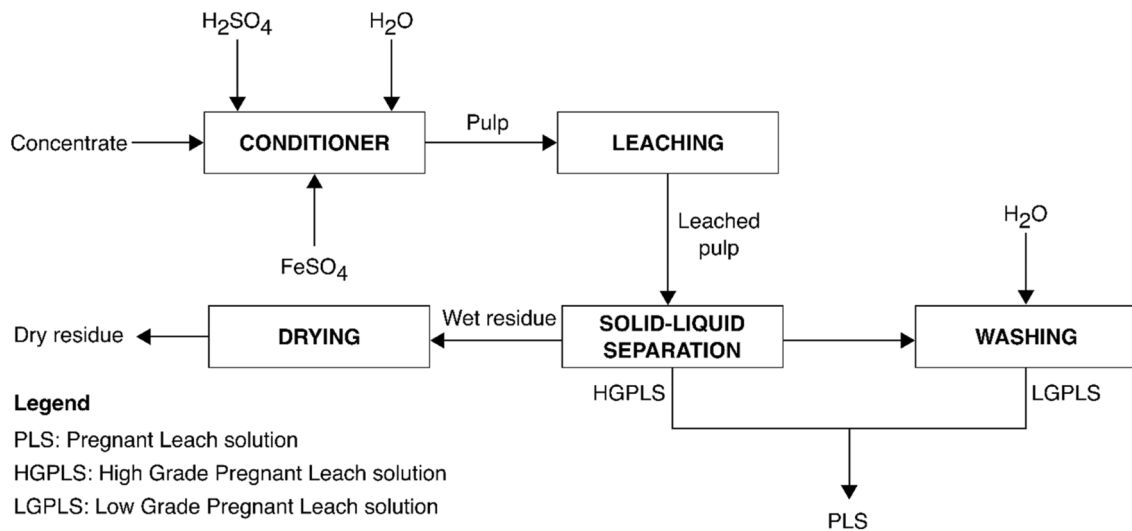 H₂SO₄
H₂O
Concentrate
CONDITIONER
Pulp
LEACHING
FeSO₄
Leached
pulp
H₂O
Dry residue
DRYING
Wet residue
SOLID-LIQUID
SEPARATION
WASHING
HGPLS
LGPLS
PLS
Legend
PLS: Pregnant Leach solution
HGPLS: High Grade Pregnant Leach solution
LGPLS: Low Grade Pregnant Leach solution